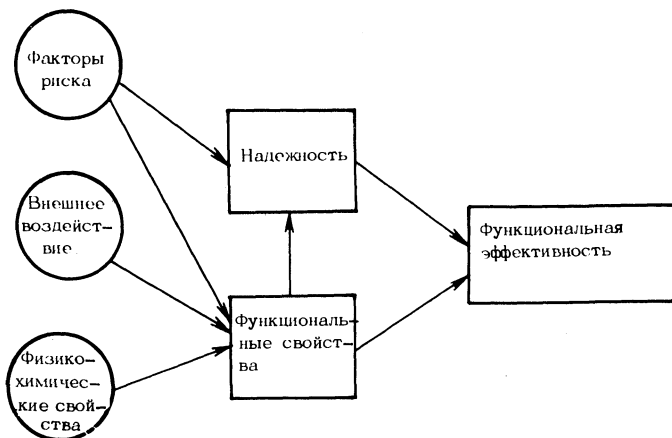 Факторы
риска
Надежность
Внешнее
воздейст-
вие
Функциональная
эффективность
Функциональ-
ные свойст-
ва
Физико-
химичес-
кие свой-
ства